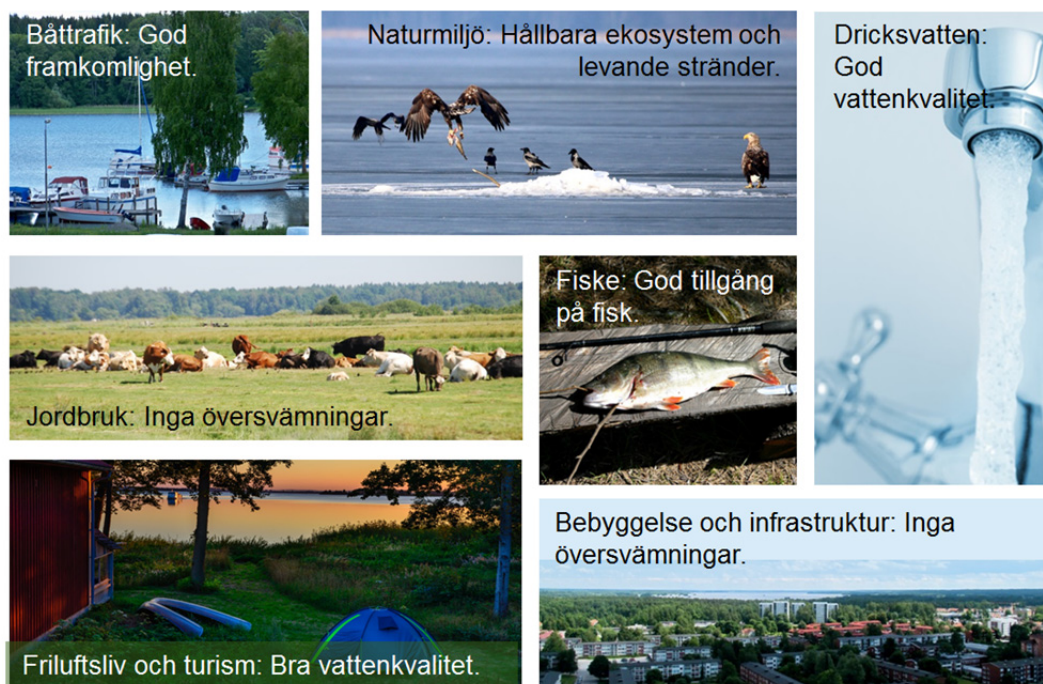 Båttrafik: God
framkomlighet.
Naturmiljö: Hållbara ekosystem och
levande stränder.
Dricksvatten:
God
vattenkvalitet.
Jordbruk: Inga översvämningar.
Fiske: God tillgång
på fisk.
Friluftsliv och turism: Bra vattenkvalitet.
Bebyggelse och infrastruktur: Inga
översvämningar.